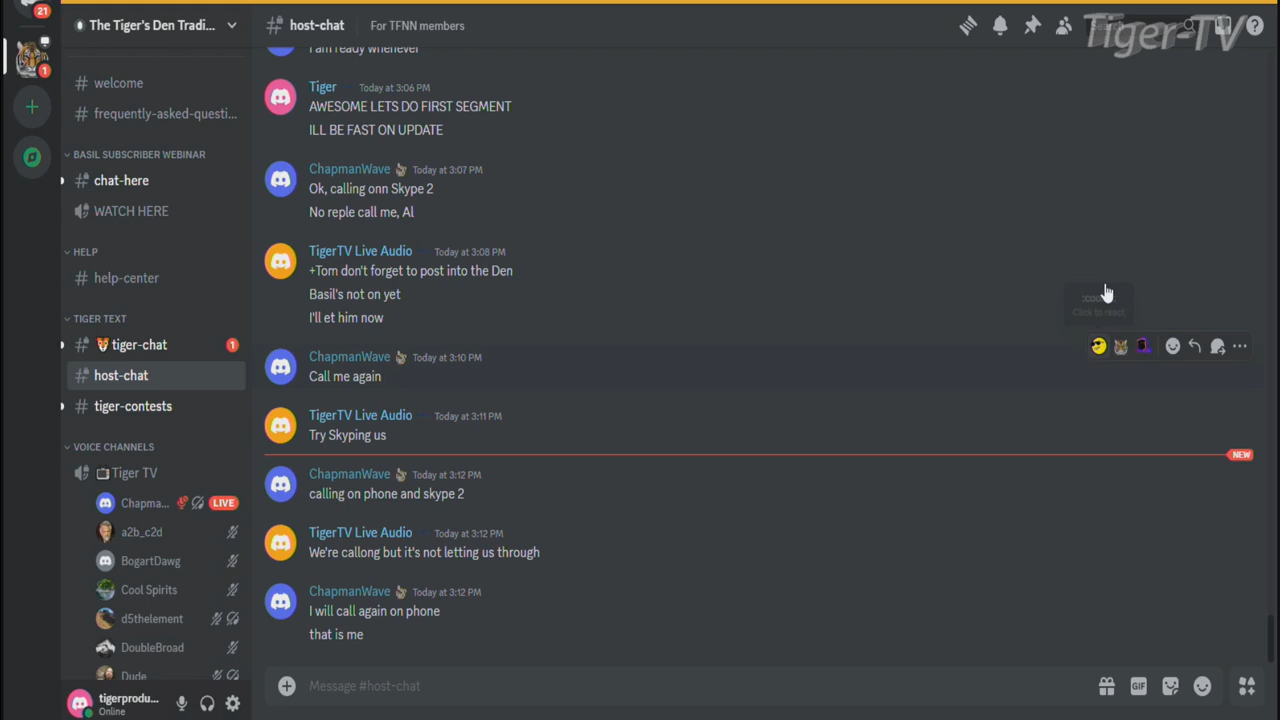 21
The Tiger's Den Tradi...
host-chat
For TFNN members
Tiger-TV
1
welcome
frequently-asked-questi...
BASIL SUBSCRIBER WEBINAR
chat-here
WATCH HERE
HELP
help-center
TIGER TEXT
tiger-chat
1
host-chat
tiger-contests
VOICE CHANNELS
Tiger TV
Chapma...
LIVE
a2b_c2d
BogartDawg
Cool Spirits
d5thelement
DoubleBroad
Dude
tigerprodu...
Online
I am ready whenever
Tiger Today at 3:06 PM
AWESOME LETS DO FIRST SEGMENT
ILL BE FAST ON UPDATE
ChapmanWave Today at 3:07 PM
Ok, calling onn Skype 2
No reple call me, Al
TigerTV Live Audio Today at 3:08 PM
+Tom don't forget to post into the Den
Basil's not on yet
I'll et him now
Click to react
ChapmanWave Today at 3:10 PM
Call me again
TigerTV Live Audio Today at 3:11 PM
Try Skyping us
NEW
ChapmanWave Today at 3:12 PM
calling on phone and skype 2
TigerTV Live Audio Today at 3:12 PM
We're callong but it's not letting us through
ChapmanWave Today at 3:12 PM
I will call again on phone
that is me
Message #host-chat
GIF